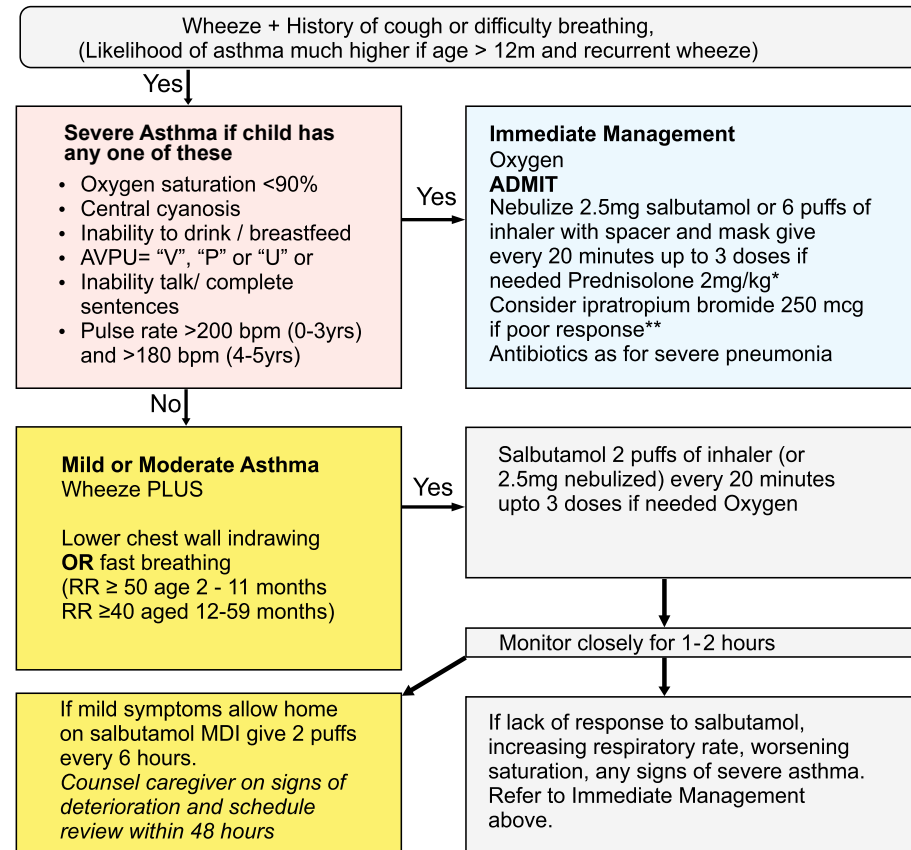 Wheeze + History of cough or difficulty breathing,
(Likelihood of asthma much higher if age > 12m and recurrent wheeze)
Yes
Severe Asthma if child has
any one of these
• Oxygen saturation <90%
• Central cyanosis
• Inability to drink / breastfeed
• AVPU= “V”, “P” or “U” or
• Inability talk/ complete
sentences
• Pulse rate >200 bpm (0-3yrs)
and >180 bpm (4-5yrs)
Yes
Immediate Management
Oxygen
ADMIT
Nebulize 2.5mg salbutamol or 6 puffs of
inhaler with spacer and mask give
every 20 minutes up to 3 doses if
needed Prednisolone 2mg/kg*
Consider ipratropium bromide 250 mcg
if poor response**
Antibiotics as for severe pneumonia
No
Mild or Moderate Asthma
Wheeze PLUS
Lower chest wall indrawing
OR fast breathing
(RR ≥ 50 age 2 - 11 months
RR ≥40 aged 12-59 months)
Yes
Salbutamol 2 puffs of inhaler (or
2.5mg nebulized) every 20 minutes
upto 3 doses if needed Oxygen
Monitor closely for 1-2 hours
If mild symptoms allow home
on salbutamol MDI give 2 puffs
every 6 hours.
Counsel caregiver on signs of
deterioration and schedule
review within 48 hours
If lack of response to salbutamol,
increasing respiratory rate, worsening
saturation, any signs of severe asthma.
Refer to Immediate Management
above.